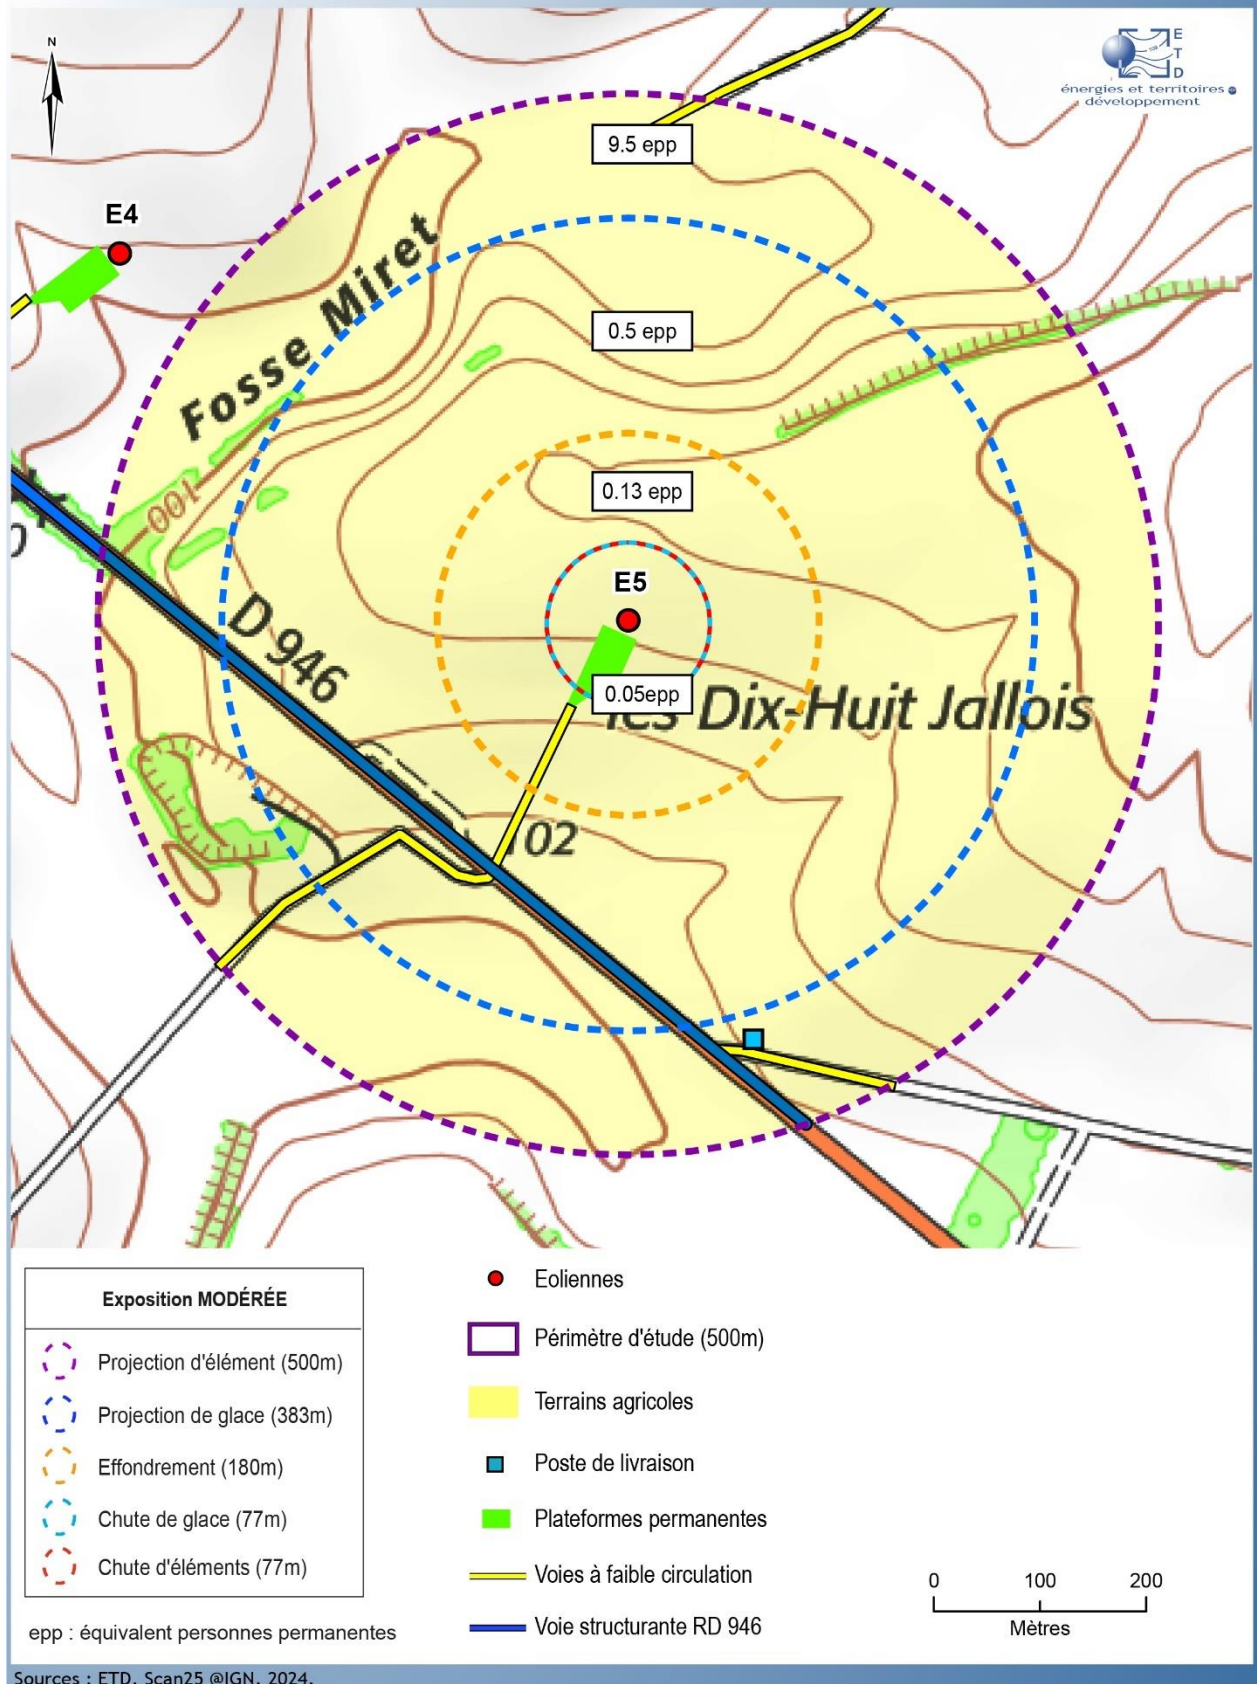 N
E
T
D
énergies et territoires
développement
9.5 epp
E4
Fosse Miret
0.5 epp
0.13 epp
001
E5
D 946
0.05epp
les Dix-Huit Jallois
102
Exposition MODÉRÉE
Projection d'élément (500m)
Projection de glace (383m)
Effondrement (180m)
Chute de glace (77m)
Chute d'éléments (77m)
epp : équivalent personnes permanentes
Eoliennes
Périmètre d'étude (500m)
Terrains agricoles
Poste de livraison
Plateformes permanentes
Voies à faible circulation
Voie structurante RD 946
0 100 200
Mètres
Sources : ETD, Scan25 @IGN, 2024.